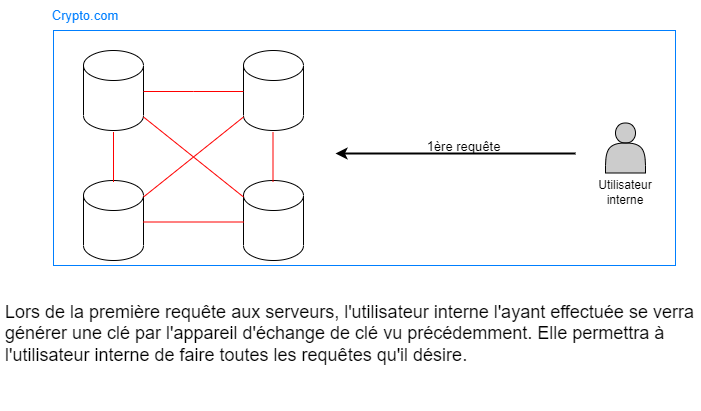 Crypto.com
1ère requête
Utilisateur
interne
Lors de la première requête aux serveurs, l'utilisateur interne l'ayant effectuée se verra
générer une clé par l'appareil d'échange de clé vu précédemment. Elle permettra à
l'utilisateur interne de faire toutes les requêtes qu'il désire.